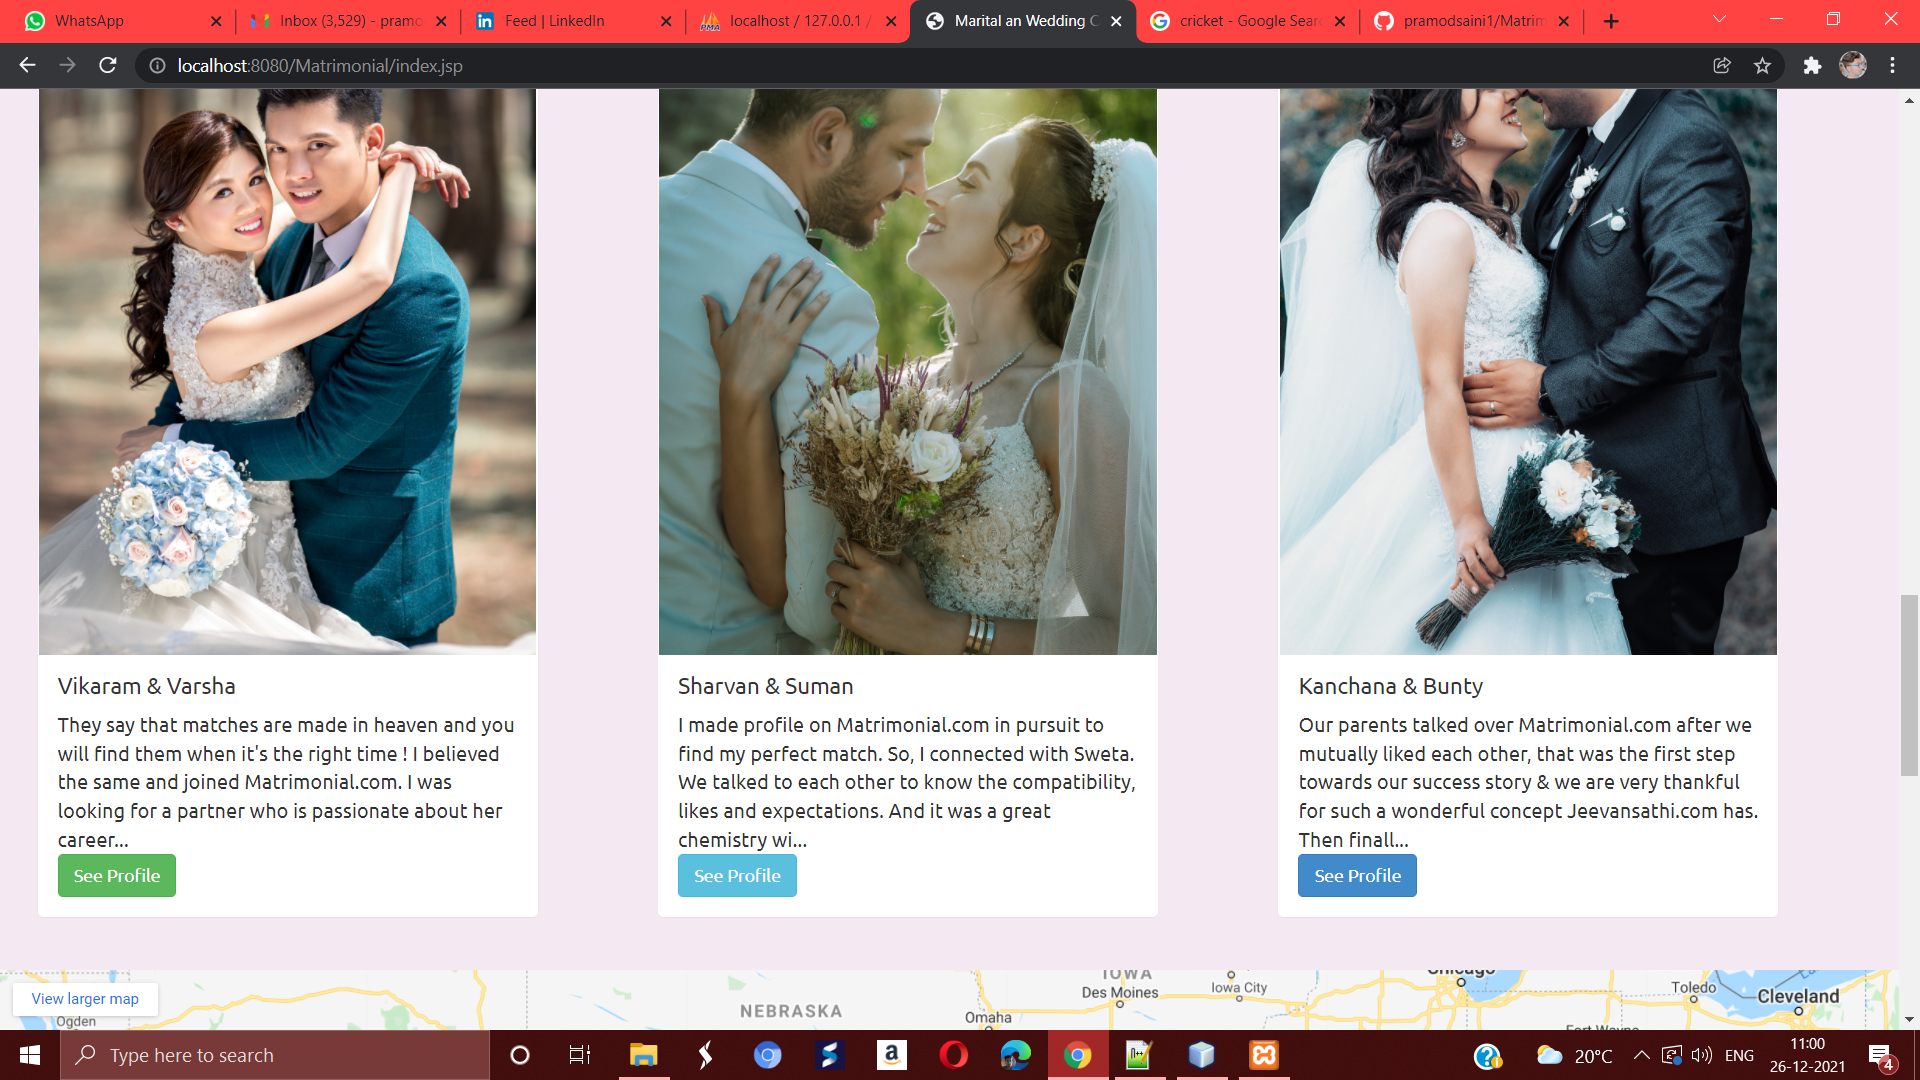 WhatsApp
Inbox (3,529) - pramo
Feed | LinkedIn
localhost / 127.0.0.1 /
Marital an Wedding C
cricket - Google Sear
pramodsaini1/Matrim
localhost:8080/Matrimonial/index.jsp
Vikaram & Varsha
They say that matches are made in heaven and you
will find them when it's the right time ! I believed
the same and joined Matrimonial.com. I was
looking for a partner who is passionate about her
career...
See Profile
Sharvan & Suman
I made profile on Matrimonial.com in pursuit to
find my perfect match. So, I connected with Sweta.
We talked to each other to know the compatibility,
likes and expectations. And it was a great
chemistry wi...
See Profile
Kanchana & Bunty
Our parents talked over Matrimonial.com after we
mutually liked each other, that was the first step
towards our success story & we are very thankful
for such a wonderful concept Jeevansathi.com has.
Then finall...
See Profile
View larger map
Ogden
NEBRASKA
Omaha
IOWA
Des Moines
Iowa City
Chicago
Toledo
Cleveland
Fort Wayne
Type here to search
20°C
ENG
11:00
26-12-2021
4